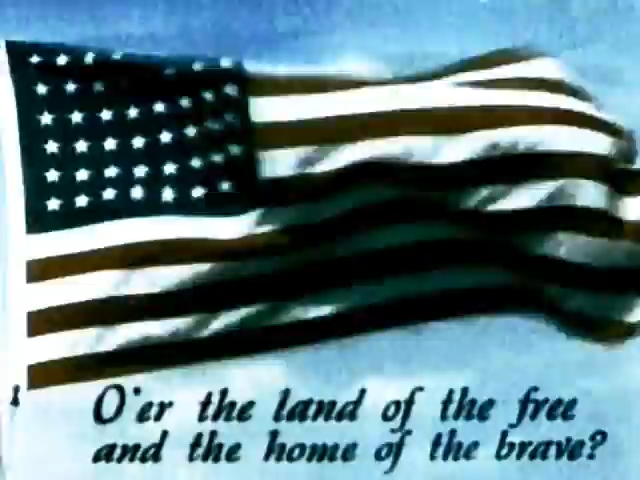 O'er the land of the free
and the home of the brave?